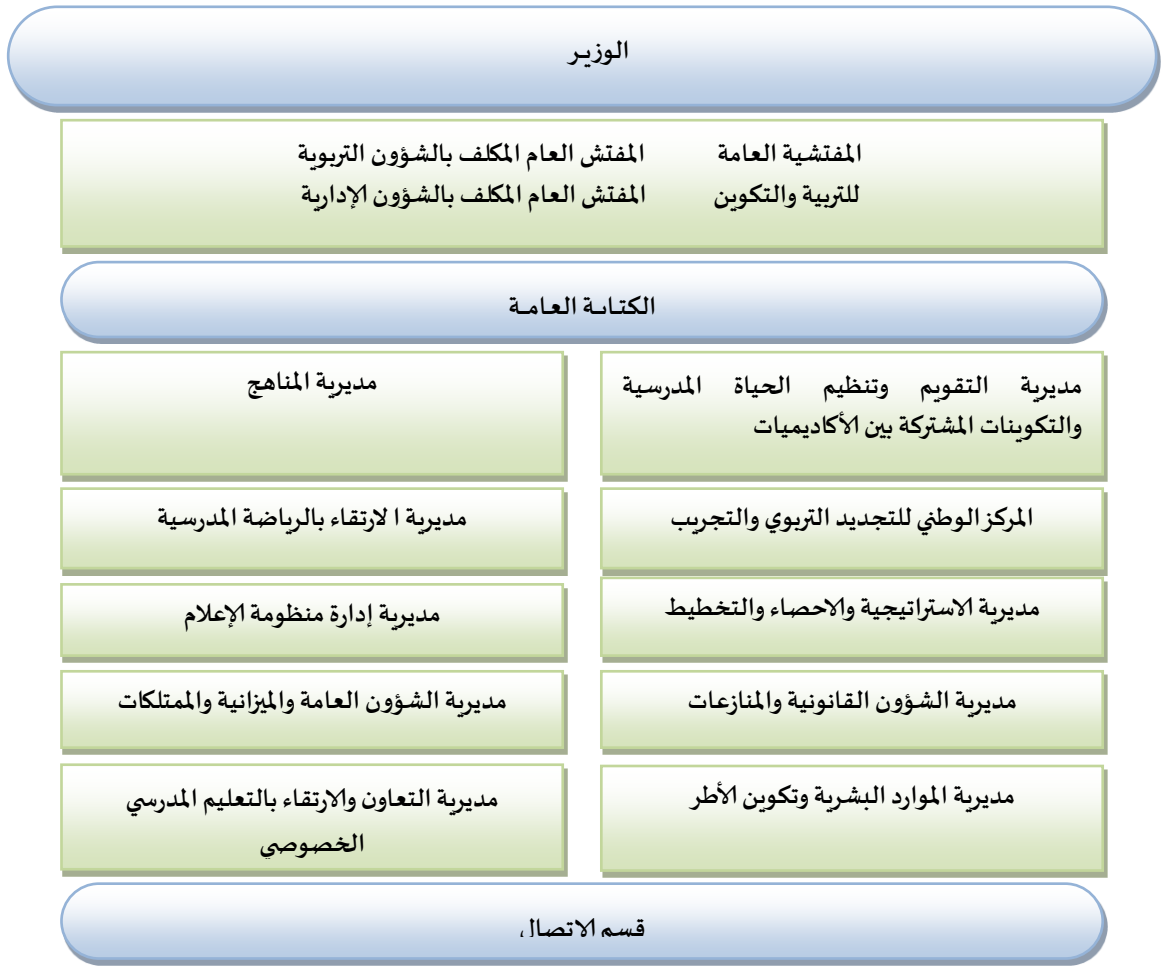 الوزير
المفتشية العامة المفتش العام المكلف بالشؤون التربوية
للتربية والتكوين المفتش العام المكلف بالشؤون الإدارية
الكتابة العامة
مديرية التقويم وتنظيم الحياة المدرسية
والتكوينات المشتركة بين الأكاديميات
مديرية المناهج
المركز الوطني للتجديد التربوي والتجريب
مديرية ا لارتقاء بالرياضة المدرسية
مديرية الاستراتيجية والاحصاء والتخطيط
مديرية إدارة منظومة الإعلام
مديرية الشؤون القانونية والمنازعات
مديرية الشؤون العامة والميزانية والممتلكات
مديرية الموارد البشرية وتكوين الأطر
مديرية التعاون والارتقاء بالتعليم المدرسي
الخصوصي
قسم الاتصال